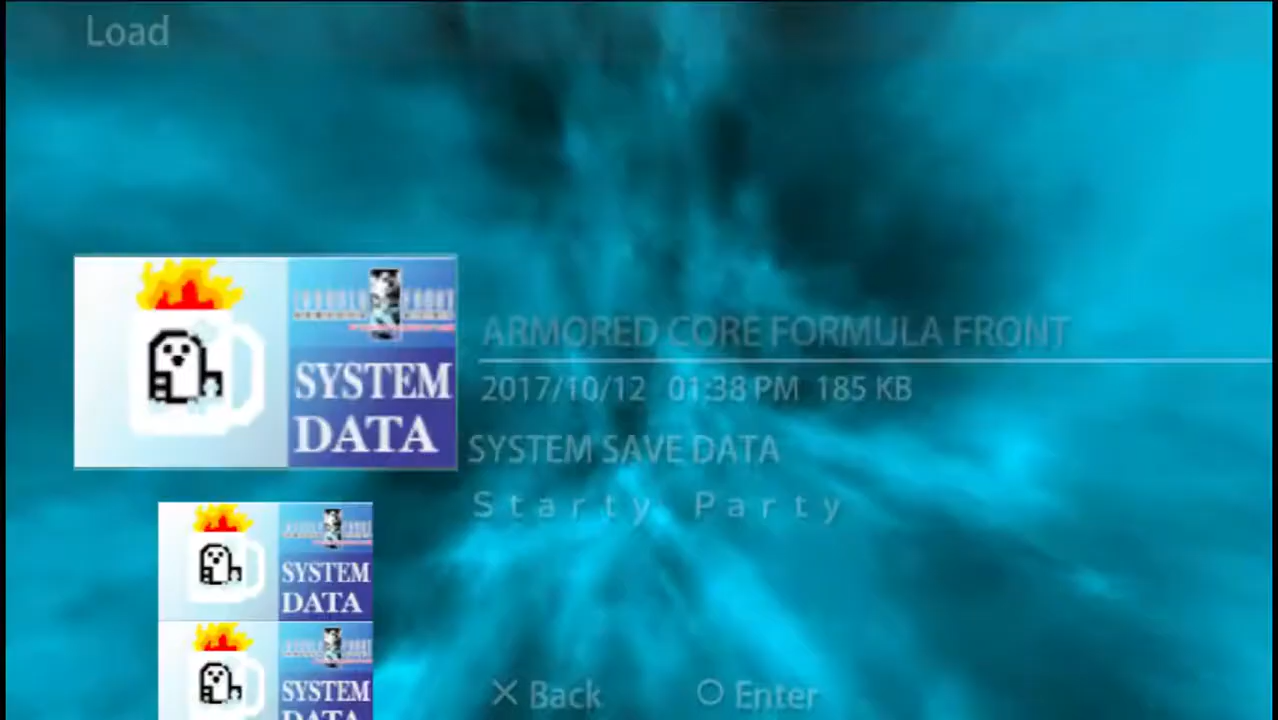 Load
ARMORED CORE FORMULA FRONT
2017/10/12 01:38 PM 185 KB
SYSTEM SAVE DATA
Starty Party
SYSTEM
DATA
SYSTEM
DATA
SYSTEM
DATA
X Back O Enter